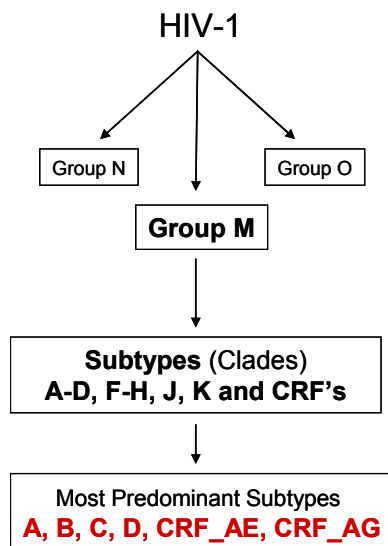 HIV-1
Group N
Group O
Group M
Subtypes (Clades)
A-D, F-H, J, K and CRF's
Most Predominant Subtypes
A, B, C, D, CRF_AE, CRF_AG